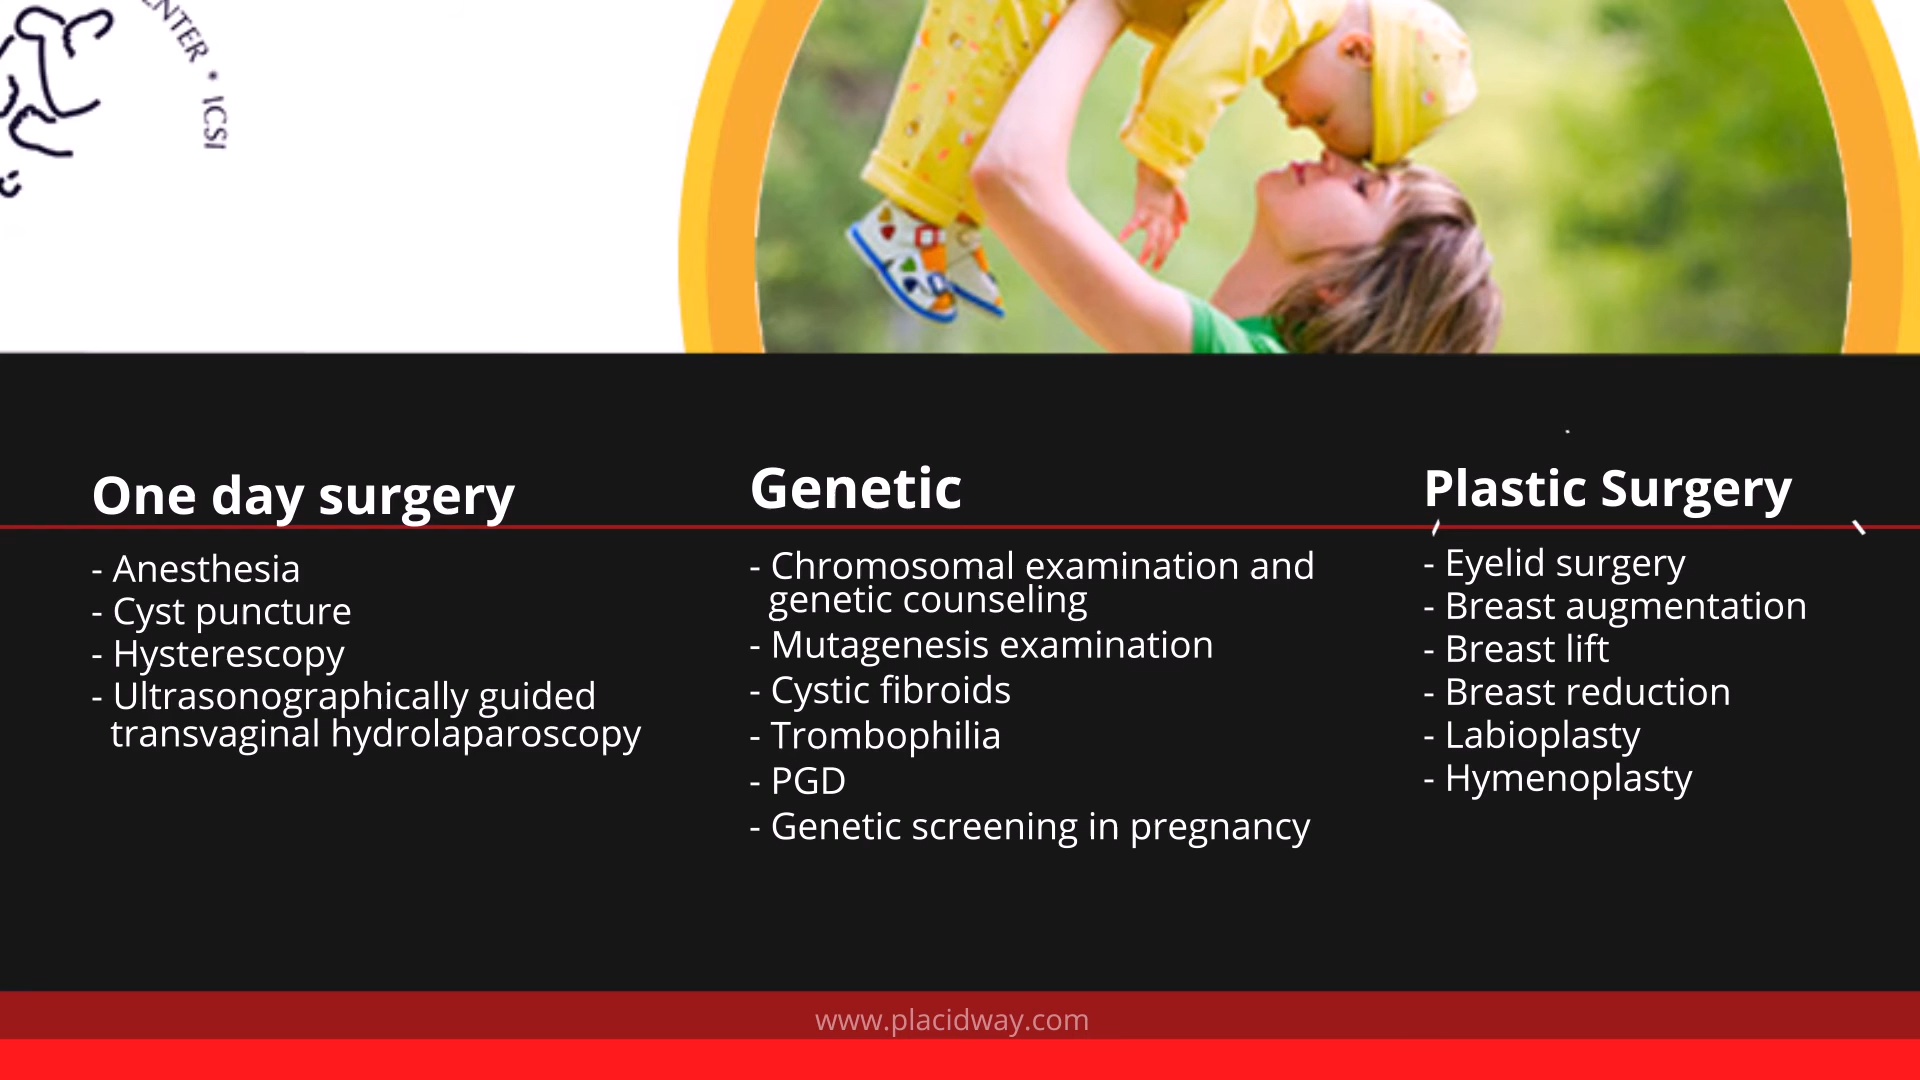 ICSI
One day surgery
- Anesthesia
- Cyst puncture
- Hysterescopy
- Ultrasonographically guided
transvaginal hydrolaparoscopy
Genetic
- Chromosomal examination and
genetic counseling
- Mutagenesis examination
- Cystic fibroids
- Trombophilia
- PGD
- Genetic screening in pregnancy
Plastic Surgery
- Eyelid surgery
- Breast augmentation
- Breast lift
- Breast reduction
- Labioplasty
- Hymenoplasty
www.placidway.com